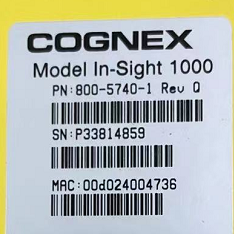 COGNEX
Model In-Sight 1000
PN:800-5740-1 Rev Q
SN:P33814859
MAC:00d024004736